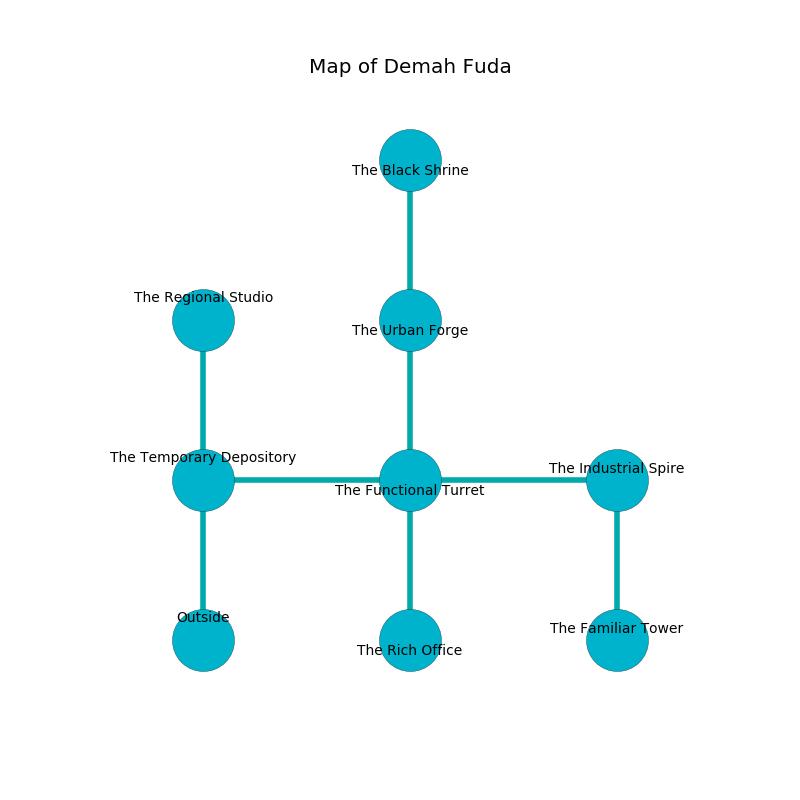 Map of Demah Fuda
The Black Shrine
The Regional Studio
The Urban Forge
The Temporary Depository
The Industrial Spire
The Functional Turret
Outside
The Familiar Tower
The Rich Office